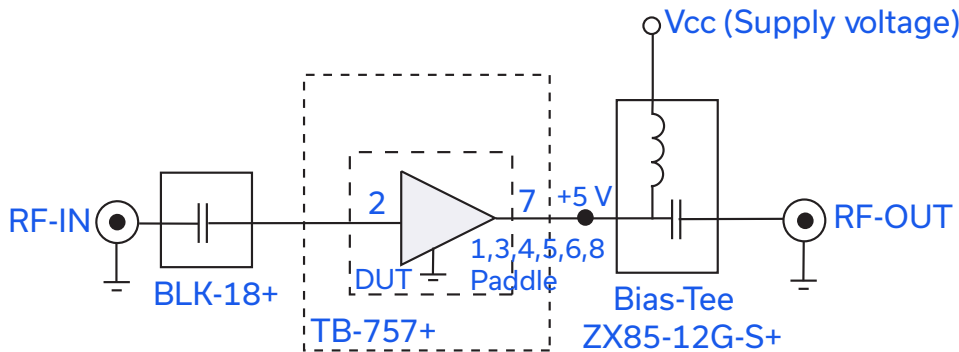 Vcc (Supply voltage)
RF-IN
2
7
+5 V
RF-OUT
1,3,4,5,6,8
Paddle
DUT
BLK-18+
TB-757+
Bias-Tee
ZX85-12G-S+